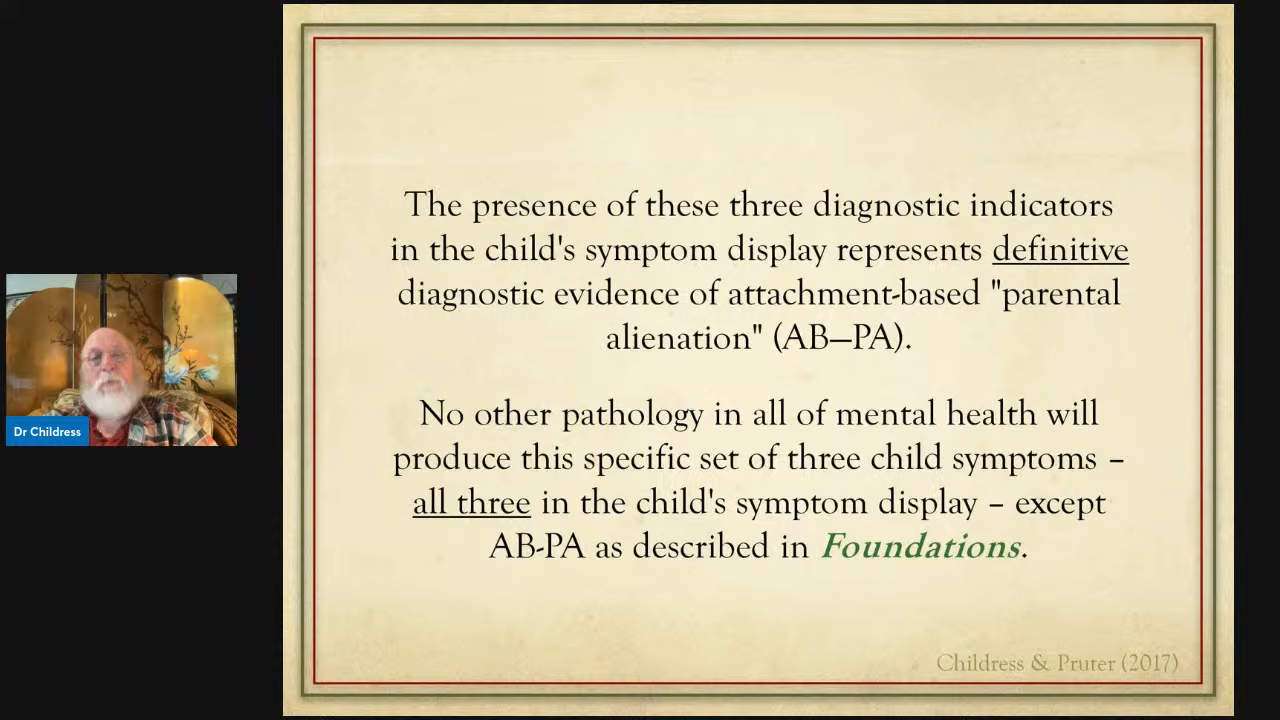 The presence of these three diagnostic indicators
in the child's symptom display represents definitive
diagnostic evidence of attachment-based "parental
alienation" (AB—PA).
No other pathology in all of mental health will
produce this specific set of three child symptoms –
all three in the child's symptom display – except
AB-PA as described in Foundations.
Childress & Pruter (2017)
Dr Childress